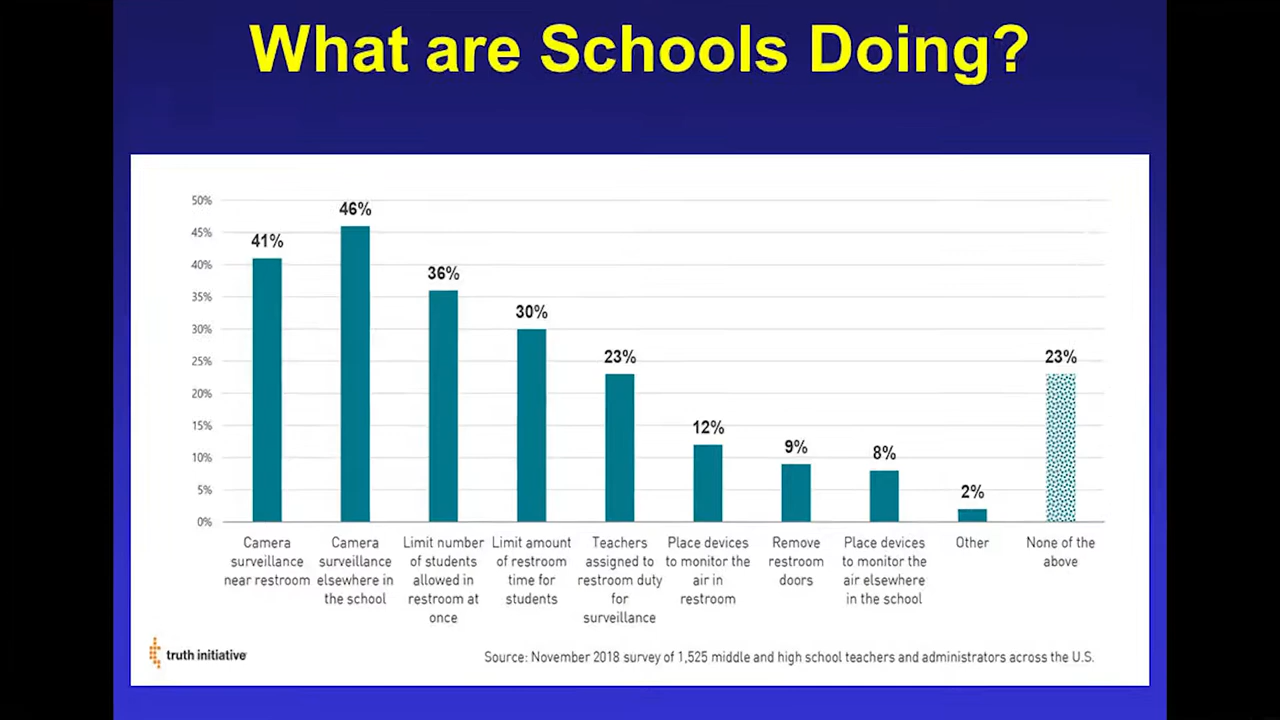 What are Schools Doing?
50%
45%
40%
35%
30%
25%
20%
15%
10%
5%
0%
41%
46%
36%
30%
23%
12%
9%
8%
2%
23%
Camera
surveillance
near restroom
Camera
surveillance
elsewhere in
the school
Limit number
of students
allowed in
restroom at
once
Limit amount
of restroom
time for
students
Teachers
assigned to
restroom duty
for
surveillance
Place devices
to monitor the
air in
restroom
Remove
restroom
doors
Place devices
to monitor the
air elsewhere
in the school
Other
None of the
above
truth initiative
Source: November 2018 survey of 1,525 middle and high school teachers and administrators across the U.S.